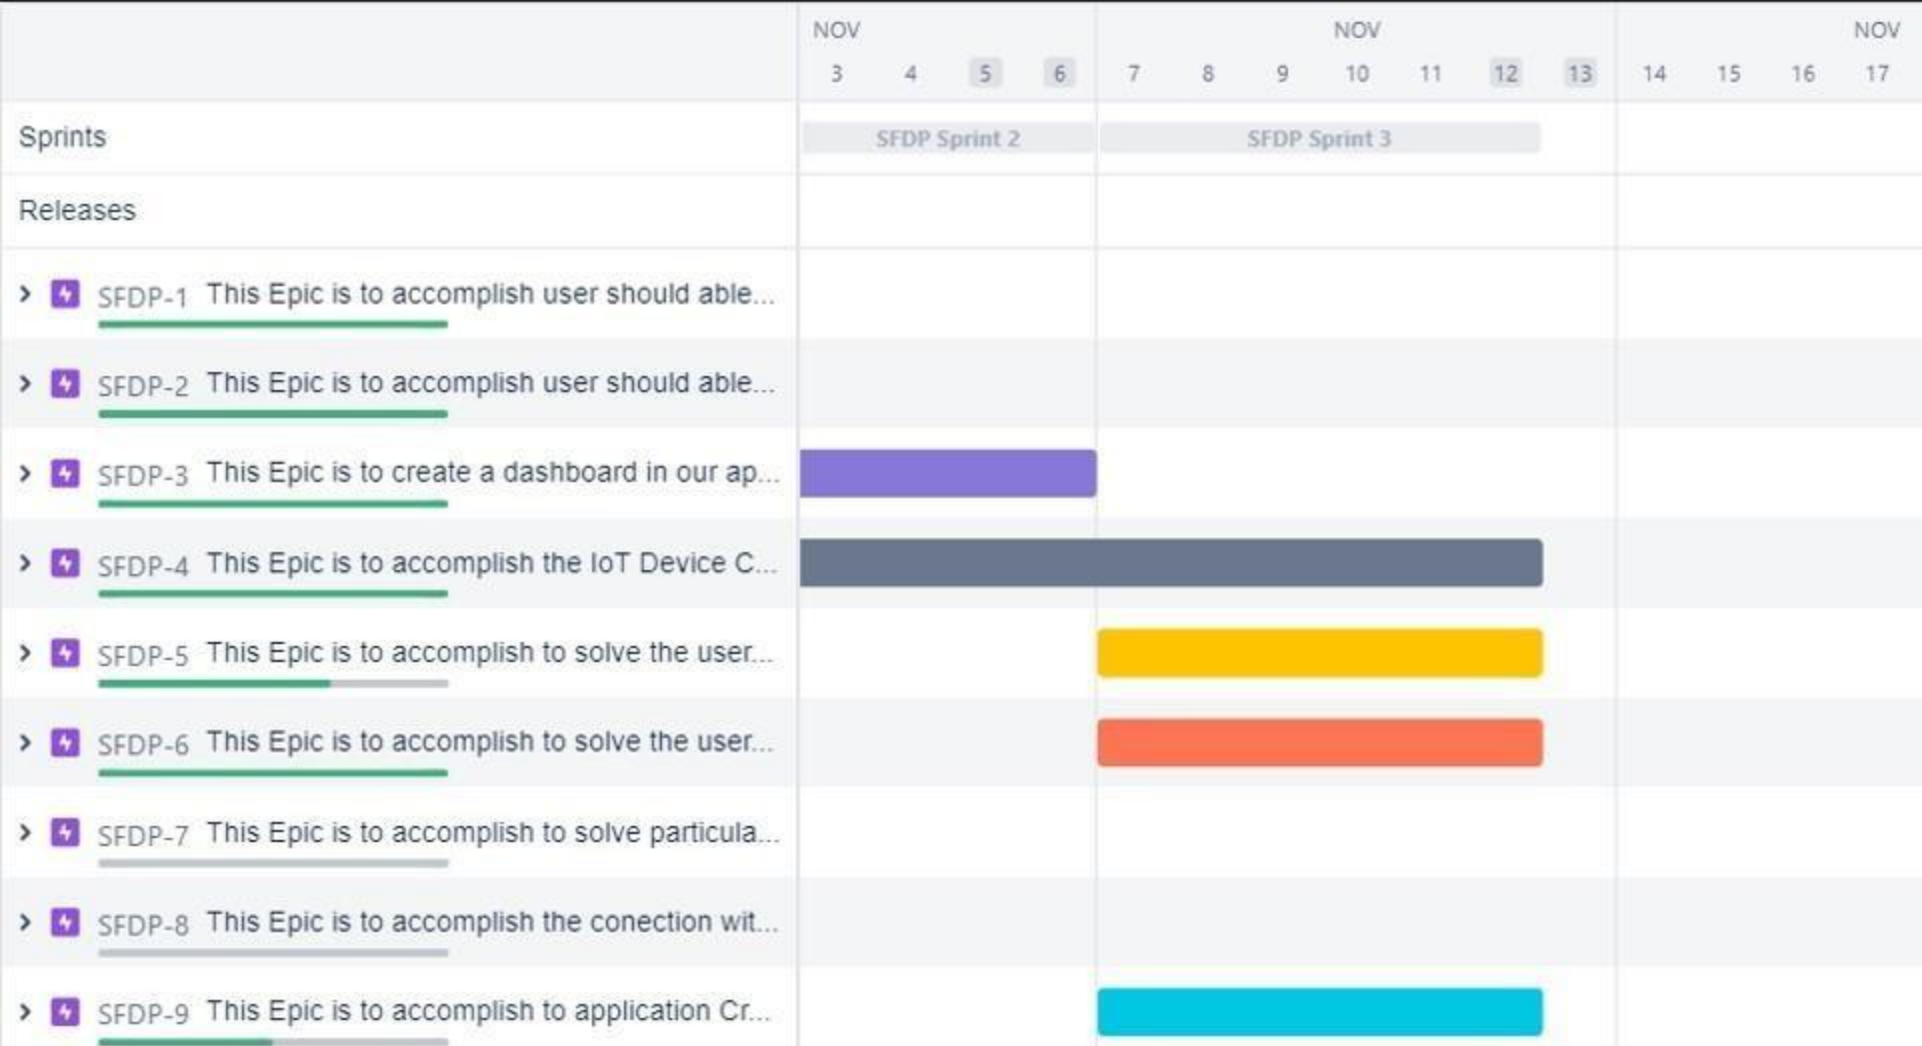 NOV NOV NOV
3 4 5 6 7 8 9 10 11 12 13 14 15 16 17
Sprints SFDP Sprint 2 SFDP Sprint 3
Releases
SFDP-1 This Epic is to accomplish user should able...
SFDP-2 This Epic is to accomplish user should able...
SFDP-3 This Epic is to create a dashboard in our ap...
SFDP-4 This Epic is to accomplish the IoT Device C...
SFDP-5 This Epic is to accomplish to solve the user...
SFDP-6 This Epic is to accomplish to solve the user...
SFDP-7 This Epic is to accomplish to solve particula...
SFDP-8 This Epic is to accomplish the conection wit...
SFDP-9 This Epic is to accomplish to application Cr...